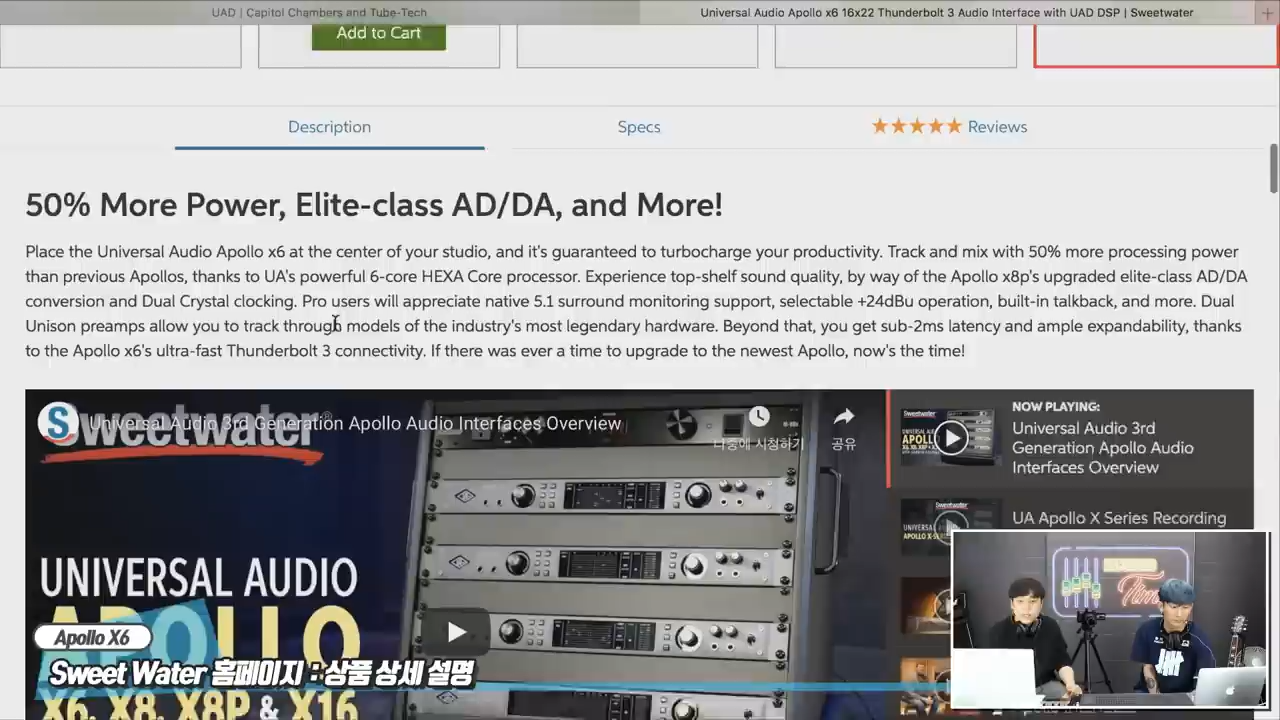 UAD | Capitol Chambers and Tube-Tech
Universal Audio Apollo x6 16x22 Thunderbolt 3 Audio Interface with UAD DSP | Sweetwater
Add to Cart
Description
Specs
Reviews
50% More Power, Elite-class AD/DA, and More!
Place the Universal Audio Apollo x6 at the center of your studio, and it's guaranteed to turbocharge your productivity. Track and mix with 50% more processing power
than previous Apollos, thanks to UA's powerful 6-core HEXA Core processor. Experience top-shelf sound quality, by way of the Apollo x8p's upgraded elite-class AD/DA
conversion and Dual Crystal clocking. Pro users will appreciate native 5.1 surround monitoring support, selectable +24dBu operation, built-in talkback, and more. Dual
Unison preamps allow you to track through models of the industry's most legendary hardware. Beyond that, you get sub-2ms latency and ample expandability, thanks
to the Apollo x6's ultra-fast Thunderbolt 3 connectivity. If there was ever a time to upgrade to the newest Apollo, now's the time!
Sweetwater
Universal Audio 3rd Generation Apollo Audio Interfaces Overview
나중에 시청하기
공유
NOW PLAYING:
Universal Audio 3rd
Generation Apollo Audio
Interfaces Overview
UA Apollo X Series Recording
UNIVERSAL AUDIO
APOLLO
X6, X8, X8P & X16
Apollo X6
Sweet Water 홈페이지 : 상품 상세 설명
Time